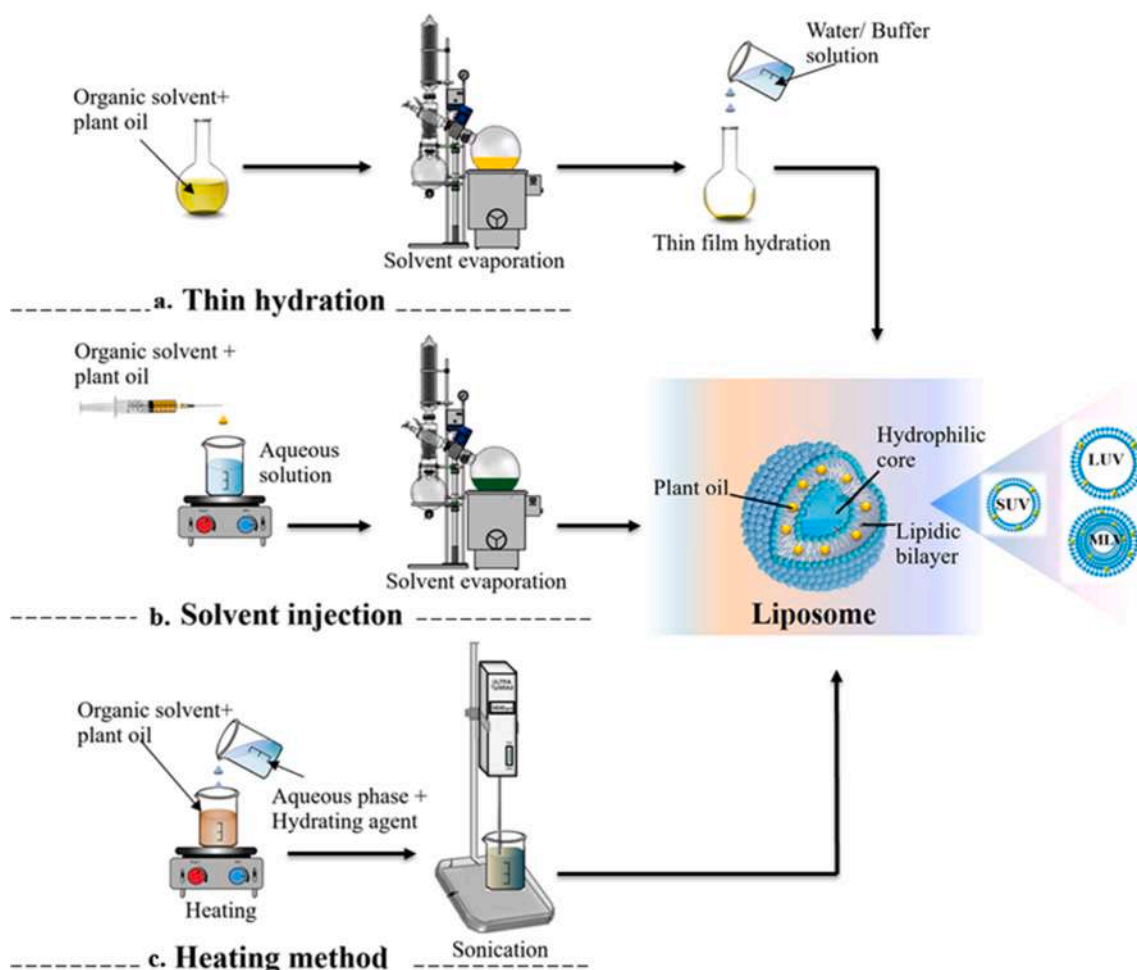 Organic solvent+
plant oil
Water/ Buffer
solution
Solvent evaporation
Thin film hydration
a. Thin hydration
Organic solvent +
plant oil
Aqueous
solution
Solvent evaporation
b. Solvent injection
Plant oil
Hydrophilic
core
Lipidic
bilayer
Liposome
SUV
LUV
MLV
Organic solvent+
plant oil
Aqueous phase +
Hydrating agent
Heating
ULTRA
Sonication
c. Heating method